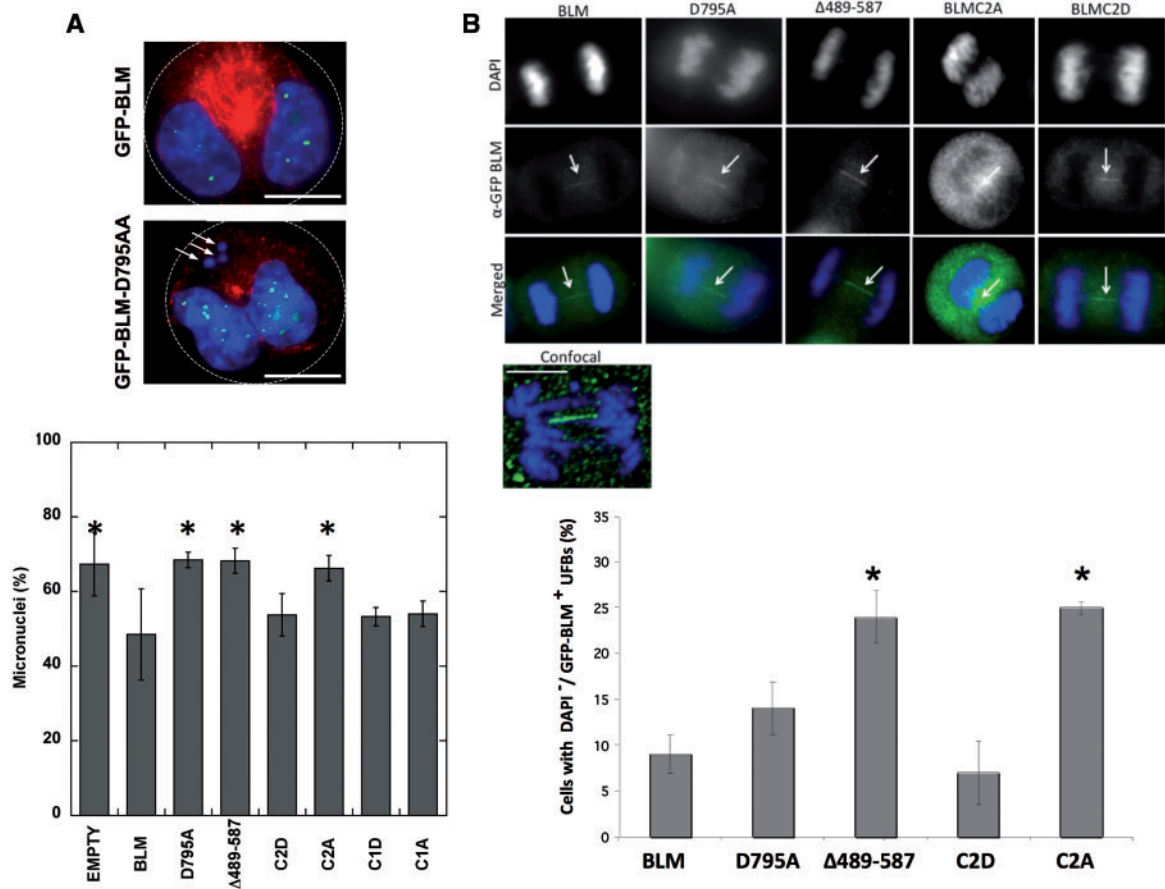 A
GFP-BLM
GFP-BLM-D795AA
Micronuclei (%)
100
80
60
40
20
0
* * * *
EMPTY
BLM
D795A
Δ489-587
C2D
C2A
C1D
C1A
B
BLM D795A Δ489-587 BLMC2A BLMC2D
DAPI
α-GFP BLM
Merged
Confocal
Cells with DAPI⁻/ GFP-BLM⁺ UFBs (%)
35
30
25
20
15
10
5
0
* *
BLM D795A Δ489-587 C2D C2A